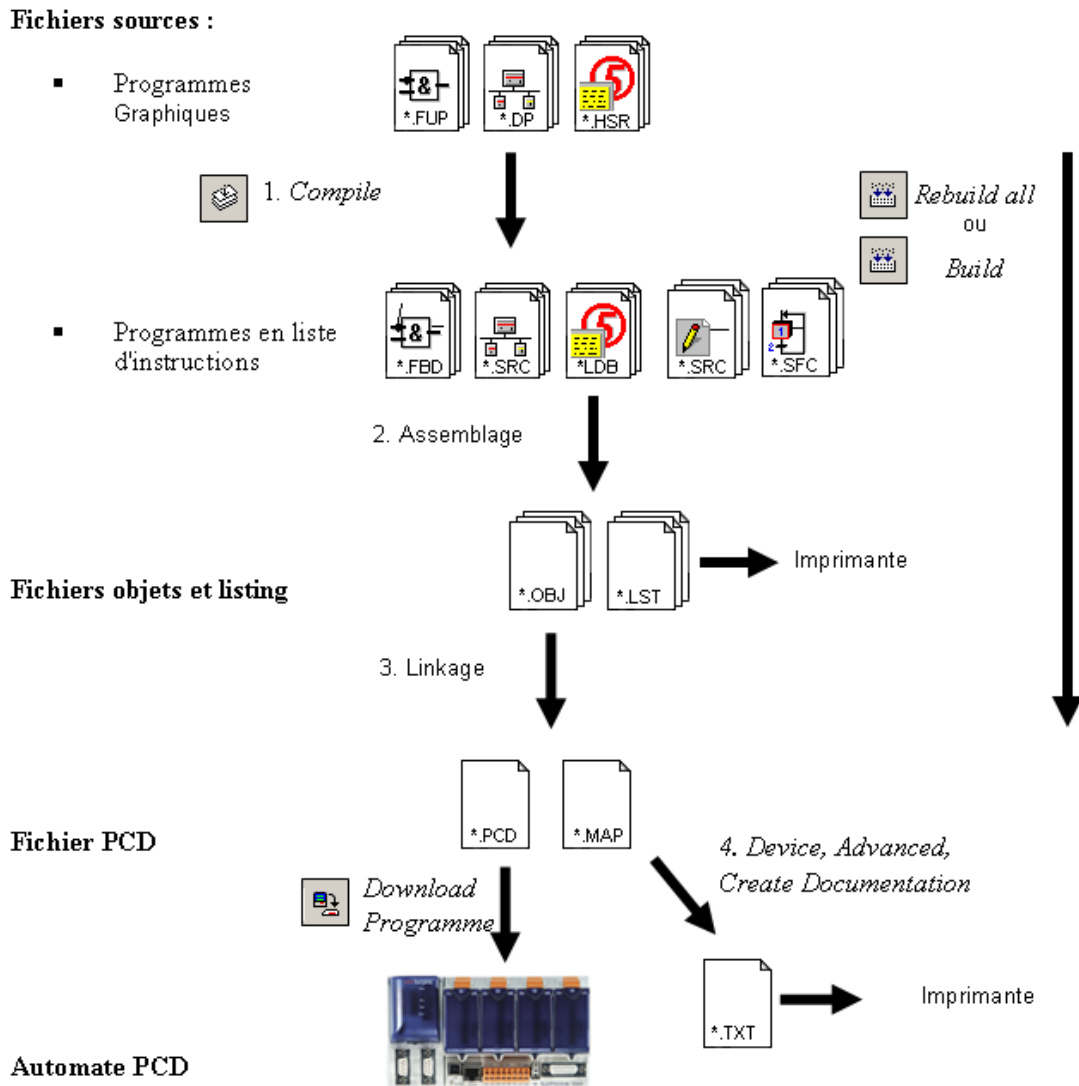 Fichiers sources :
▪ Programmes
Graphiques
*.FUP
*.DP
*.HSR
1. Compile
Rebuild all
ou
Build
▪ Programmes en liste
d'instructions
*.FBD
*.SRC
*LDB
*.SRC
*.SFC
2. Assemblage
Fichiers objets et listing
*.OBJ
*.LST
Imprimante
3. Linkage
Fichier PCD
*.PCD
*.MAP
4. Device, Advanced,
Create Documentation
Download
Programme
*.TXT
Imprimante
Automate PCD